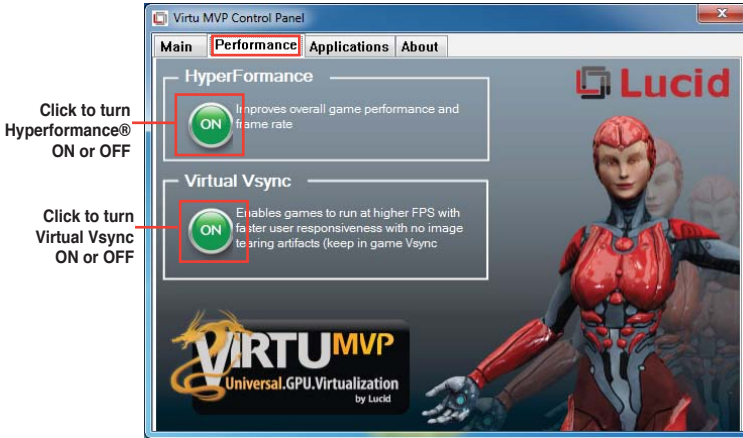 Virtu MVP Control Panel
x
Main Performance Applications About
HyperFormance
Lucid
Click to turn
Hyperformance®
ON or OFF
ON
Improves overall game performance and
frame rate
Virtual Vsync
Click to turn
Virtual Vsync
ON or OFF
ON
Enables games to run at higher FPS with
faster user responsiveness with no image
tearing artifacts (keep in game Vsync
VIRTU MVP
Universal.GPU.Virtualization
by Lucid